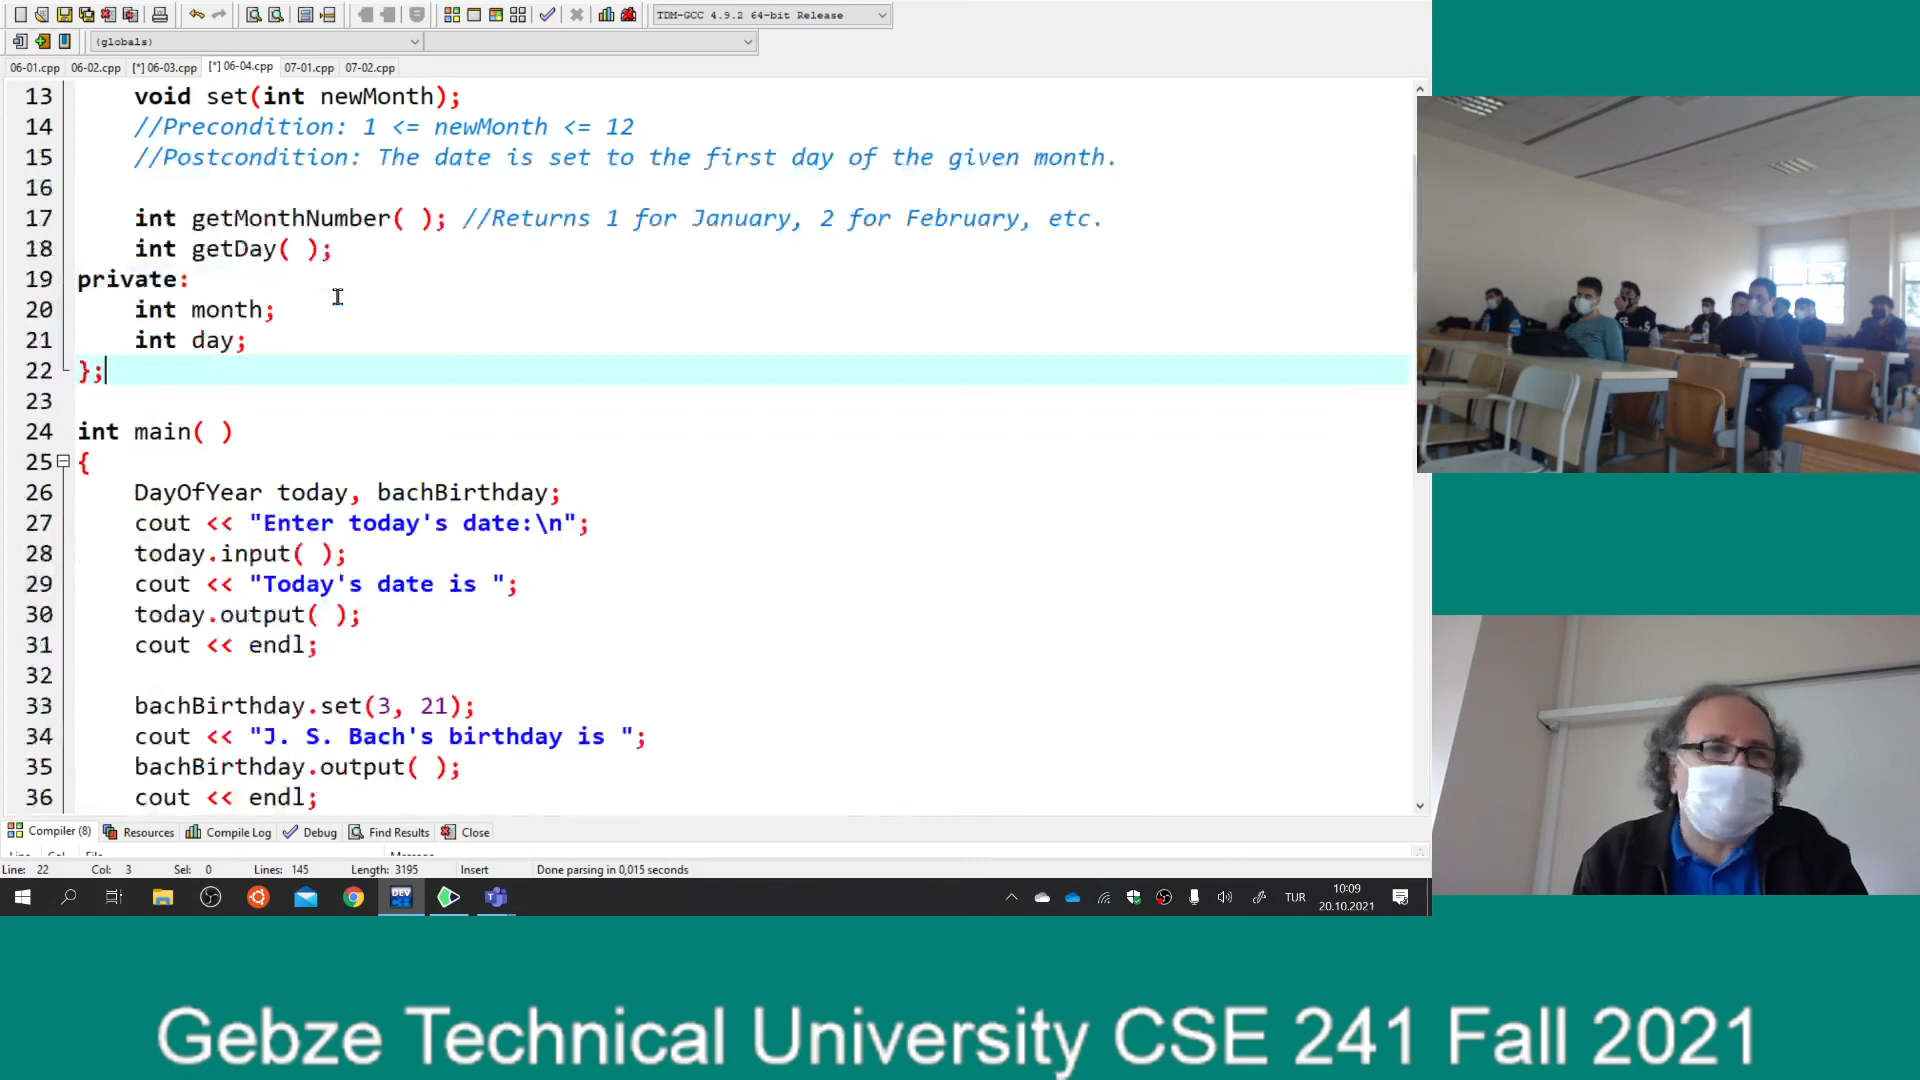 TDM-GCC 4.9.2 64-bit Release
(globals)
06-01.cpp 06-02.cpp [*] 06-03.cpp [*] 06-04.cpp 07-01.cpp 07-02.cpp
13 void set(int newMonth);
14 //Precondition: 1 <= newMonth <= 12
15 //Postcondition: The date is set to the first day of the given month.
16
17 int getMonthNumber( ); //Returns 1 for January, 2 for February, etc.
18 int getDay( );
19 private:
20 int month;
21 int day;
22 };
23
24 int main( )
25 {
26 DayOfYear today, bachBirthday;
27 cout << "Enter today's date:\n";
28 today.input( );
29 cout << "Today's date is ";
30 today.output( );
31 cout << endl;
32
33 bachBirthday.set(3, 21);
34 cout << "J. S. Bach's birthday is ";
35 bachBirthday.output( );
36 cout << endl;
Compiler (8) Resources Compile Log Debug Find Results Close
Line: 22 Col: 3 Sel: 0 Lines: 145 Length: 3195 Insert Done parsing in 0,015 seconds
DEV
TUR
10:09
20.10.2021
Gebze Technical University CSE 241 Fall 2021